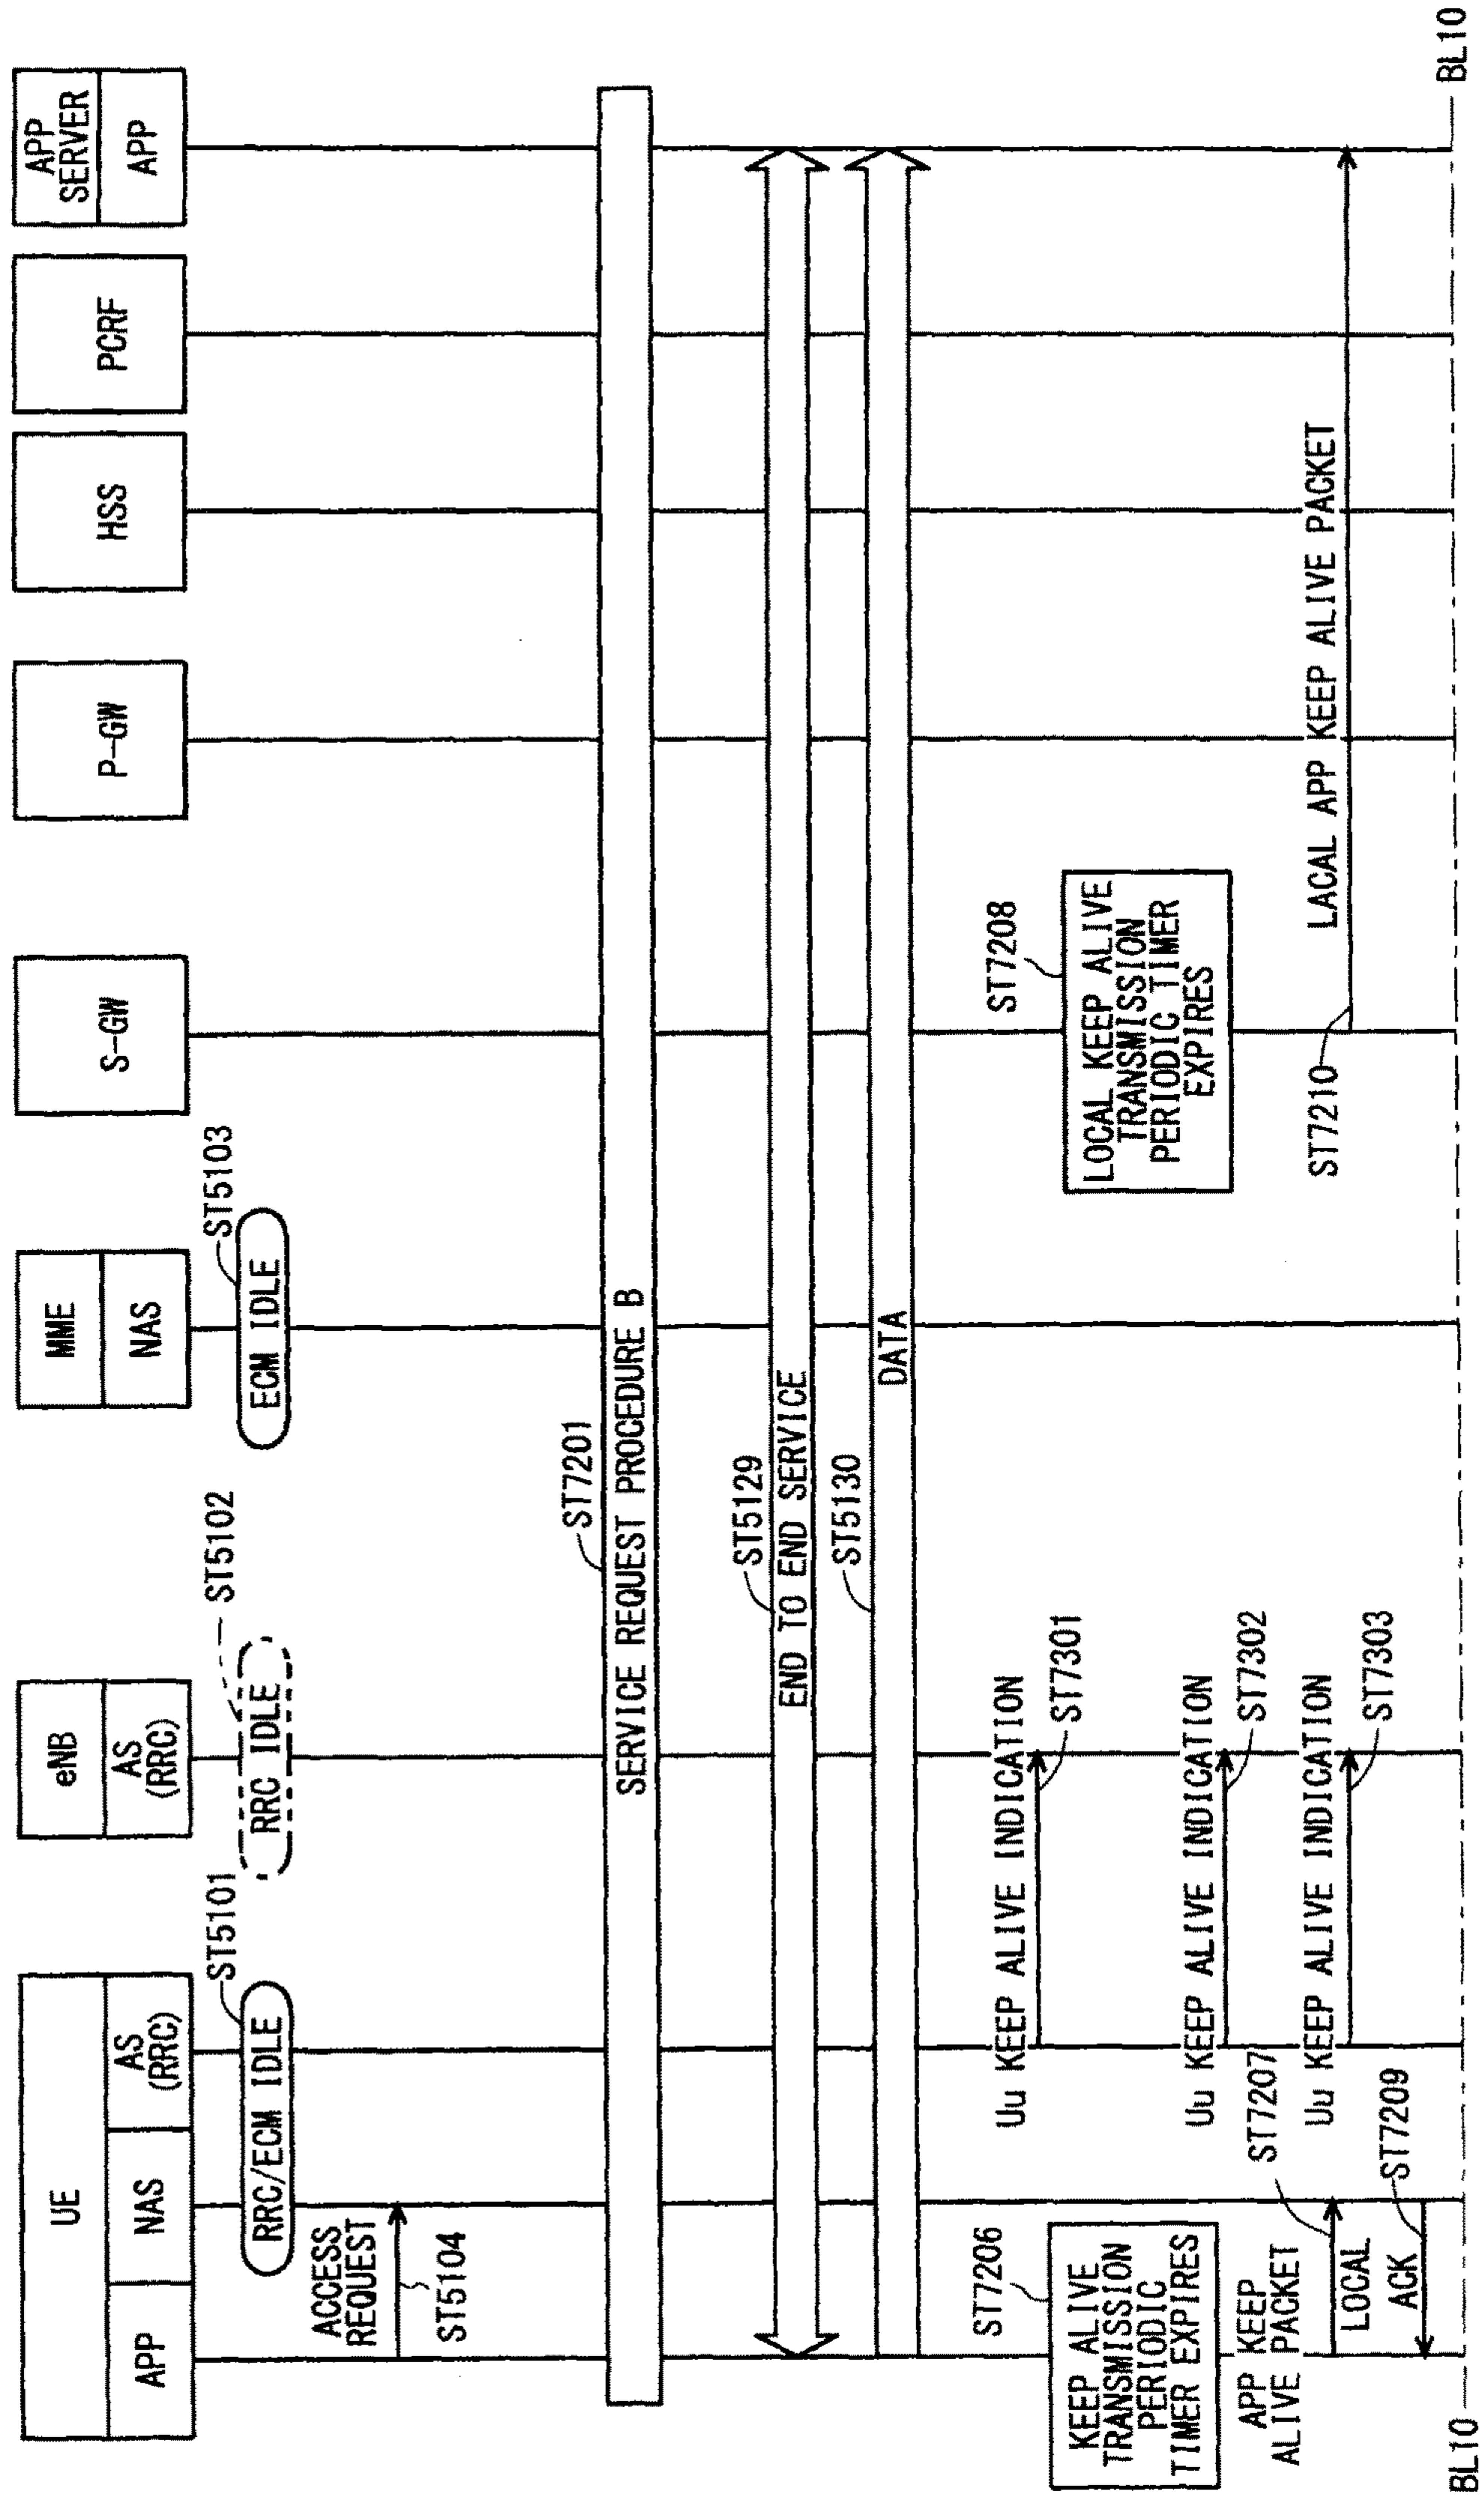 UE
APP
NAS
AS
(RRC)
eNB
AS
(RRC)
MME
NAS
S-GW
P-GW
HSS
PCRF
APP
SERVER
APP
RRC/ECM IDLE
ST5101
RRC IDLE
ST5102
ECM IDLE
ST5103
ACCESS
REQUEST
ST5104
ST7201
SERVICE REQUEST PROCEDURE B
ST5129
END TO END SERVICE
ST5130
DATA
ST7206
KEEP ALIVE
TRANSMISSION
PERIODIC
TIMER EXPIRES
Uu KEEP ALIVE INDICATION
ST7301
ST7208
LOCAL KEEP ALIVE
TRANSMISSION
PERIODIC TIMER
EXPIRES
Uu KEEP ALIVE INDICATION
ST7302
APP KEEP
ALIVE PACKET
ST7207
Uu KEEP ALIVE INDICATION
ST7303
ST7210
LACAL APP KEEP ALIVE PACKET
LOCAL
ACK
ST7209
BL10
BL10